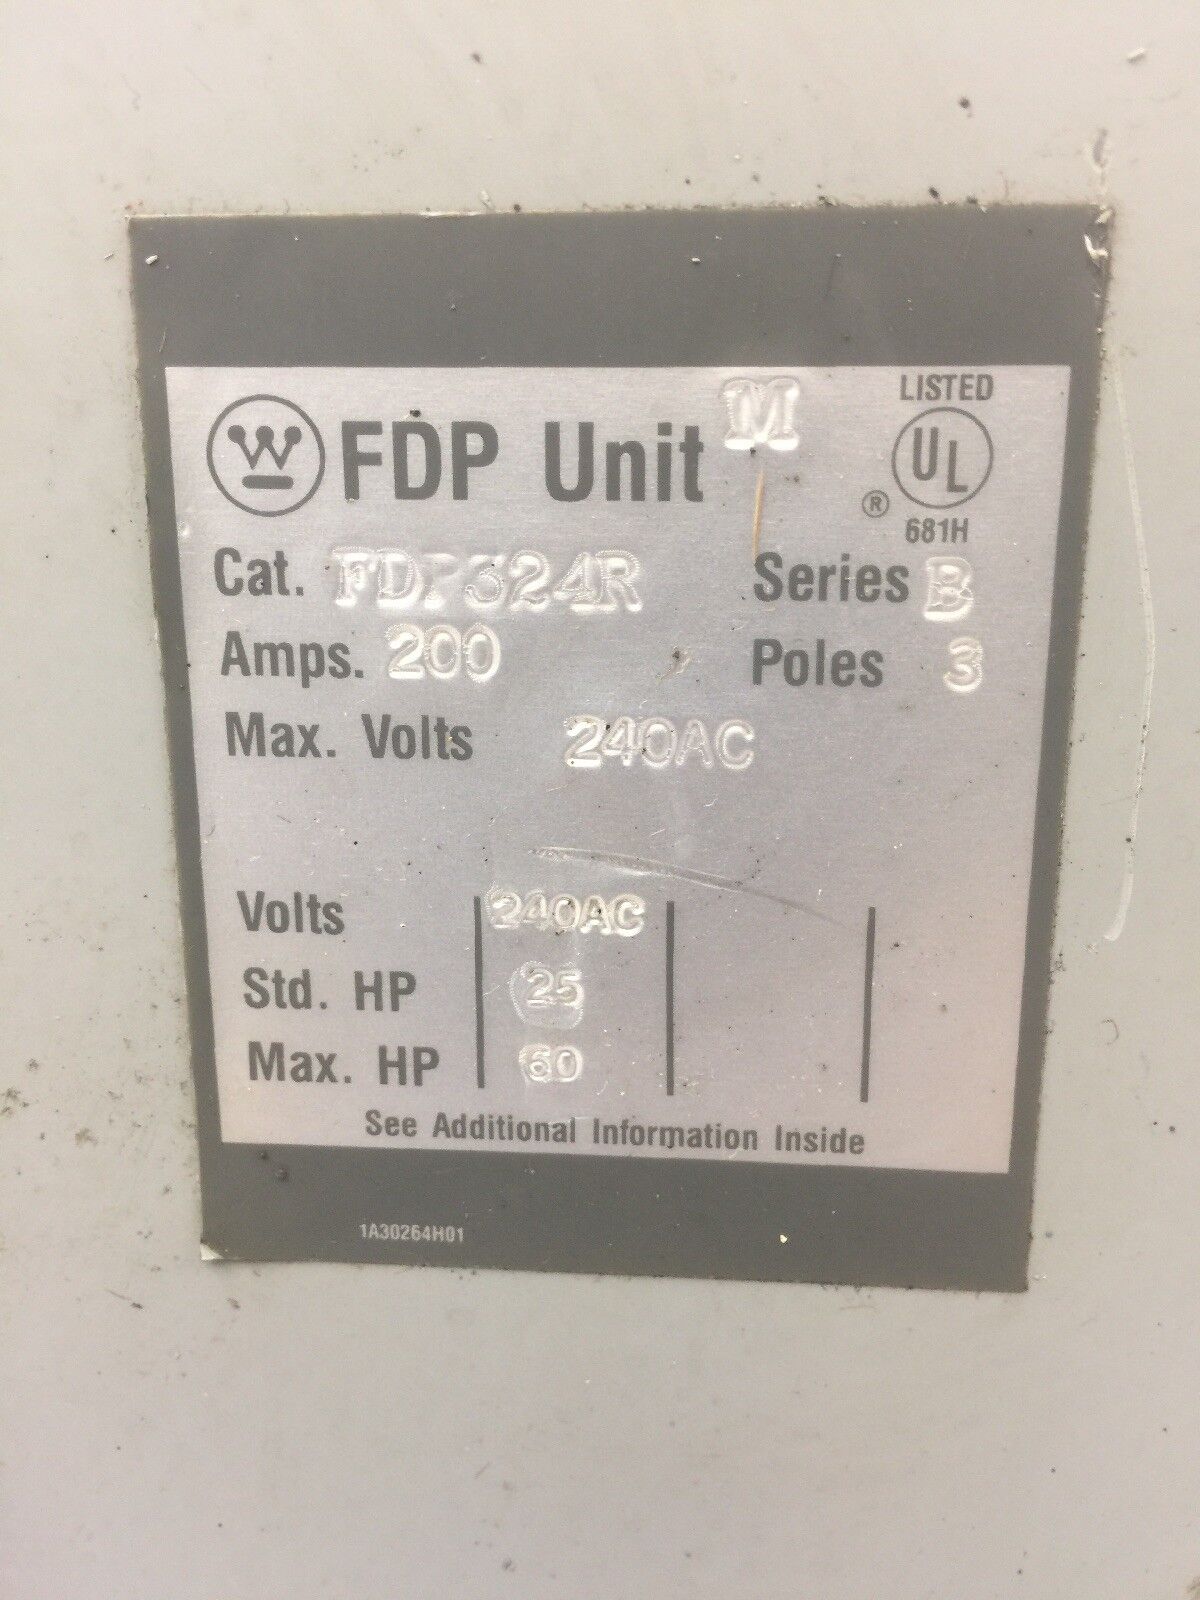 W FDP Unit M
LISTED
UL
®
681H
Cat. FDP324R Series B
Amps. 200 Poles 3
Max. Volts 240AC
Volts 240AC
Std. HP 25
Max. HP 60
See Additional Information Inside
1A30264H01